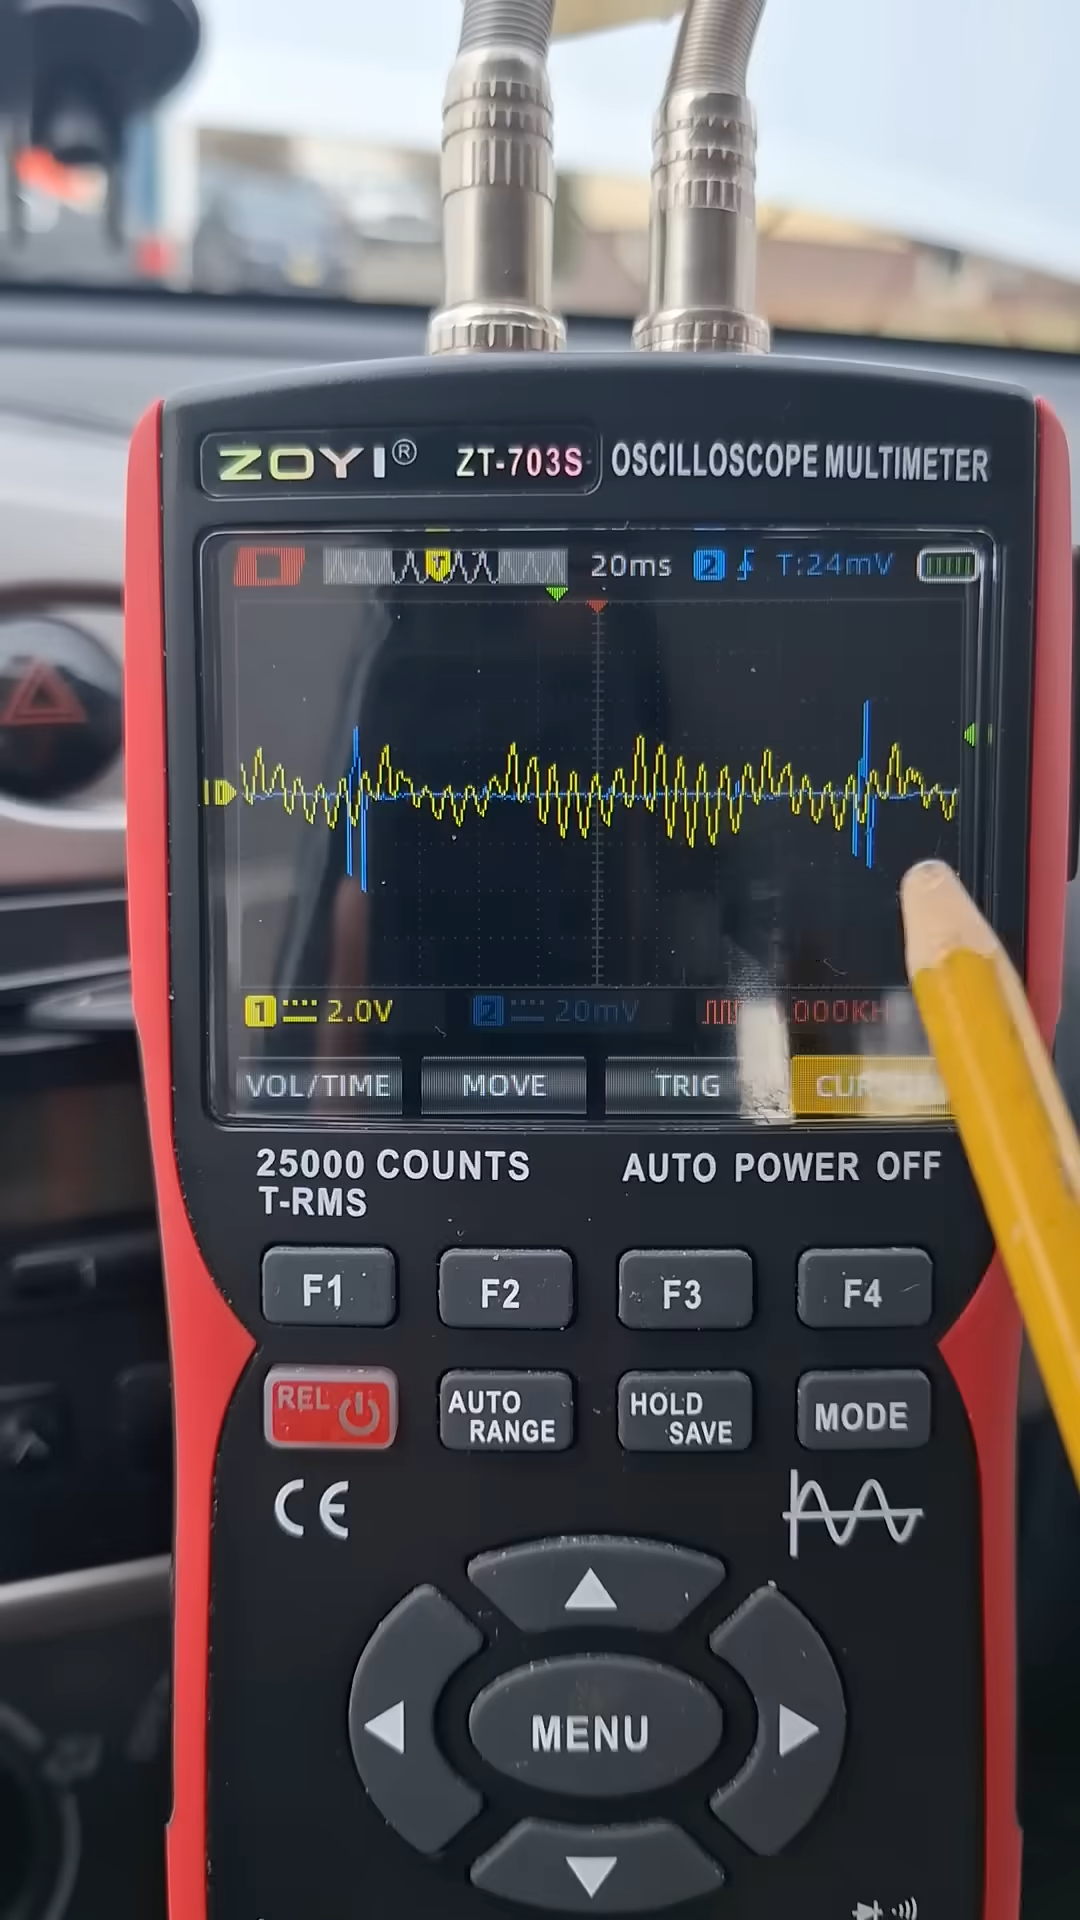 ZOYI® ZT-703S OSCILLOSCOPE MULTIMETER
T 20ms 2 T:24mV
1D
1 2.0V 2 20mV 000KH
VOL/TIME MOVE TRIG
25000 COUNTS AUTO POWER OFF
T-RMS
F1 F2 F3 F4
REL AUTO RANGE HOLD SAVE MODE
CE
MENU